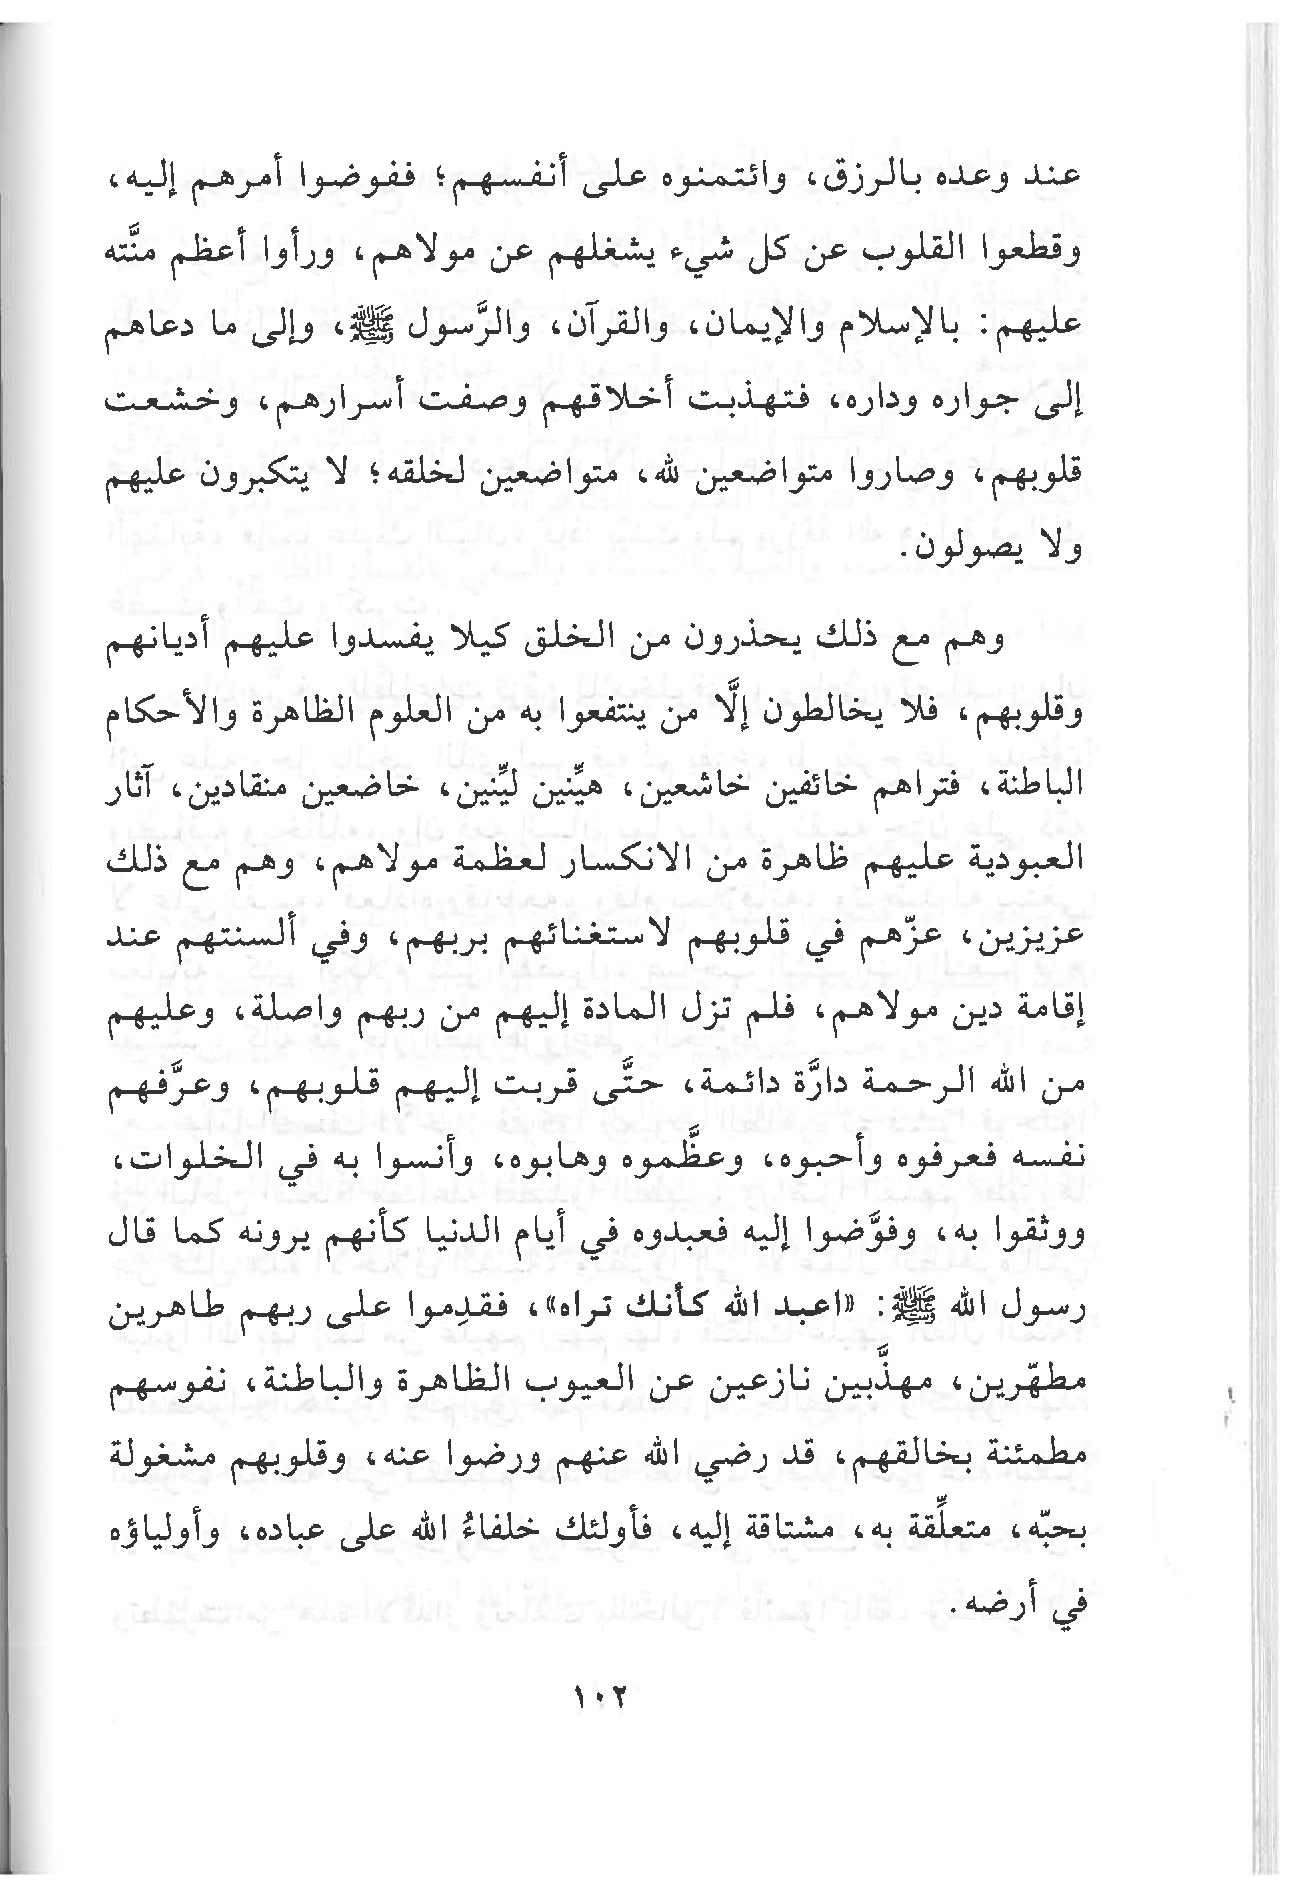 عند وعده بالرزق، وائتمنوه على أنفسهم؛ ففوضوا أمرهم إليه،
وقطعوا القلوب عن كل شيء يشغلهم عن مولاهم، ورأوا أعظم منَّته
عليهم: بالإسلام والإيمان، والقرآن، والرَّسول ﷺ، وإلى ما دعاهم
إلى جواره وداره، فتهذبت أخلاقهم وصفت أسرارهم، وخشعت
قلوبهم، وصاروا متواضعين لله، متواضعين لخلقه؛ لا يتكبرون عليهم
ولا يصولون.
وهم مع ذلك يحذرون من الخلق كيلا يفسدوا عليهم أديانهم
وقلوبهم، فلا يخالطون إلَّا من ينتفعوا به من العلوم الظاهرة والأحكام
الباطنة، فتراهم خائفين خاشعين، هيِّنين ليِّنين، خاضعين منقادين، آثار
العبودية عليهم ظاهرة من الانكسار لعظمة مولاهم، وهم مع ذلك
عزيزين، عزّهم في قلوبهم لاستغنائهم بربهم، وفي ألسنتهم عند
إقامة دين مولاهم، فلم تزل المادة إليهم من ربهم واصلة، وعليهم
من الله الرحمة دارَّة دائمة، حتَّى قربت إليهم قلوبهم، وعرَّفهم
نفسه فعرفوه وأحبوه، وعظَّموه وهابوه، وأنسوا به في الخلوات،
ووثقوا به، وفوَّضوا إليه فعبدوه في أيام الدنيا كأنهم يرونه كما قال
رسول الله ﷺ: «اعبد الله كأنك تراه»، فقدِموا على ربهم طاهرين
مطهّرين، مهذَّبين نازعين عن العيوب الظاهرة والباطنة، نفوسهم
مطمئنة بخالقهم، قد رضي الله عنهم ورضوا عنه، وقلوبهم مشغولة
بحبّه، متعلِّقة به، مشتاقة إليه، فأولئك خلفاءُ الله على عباده، وأولياؤه
في أرضه.
١٠٢